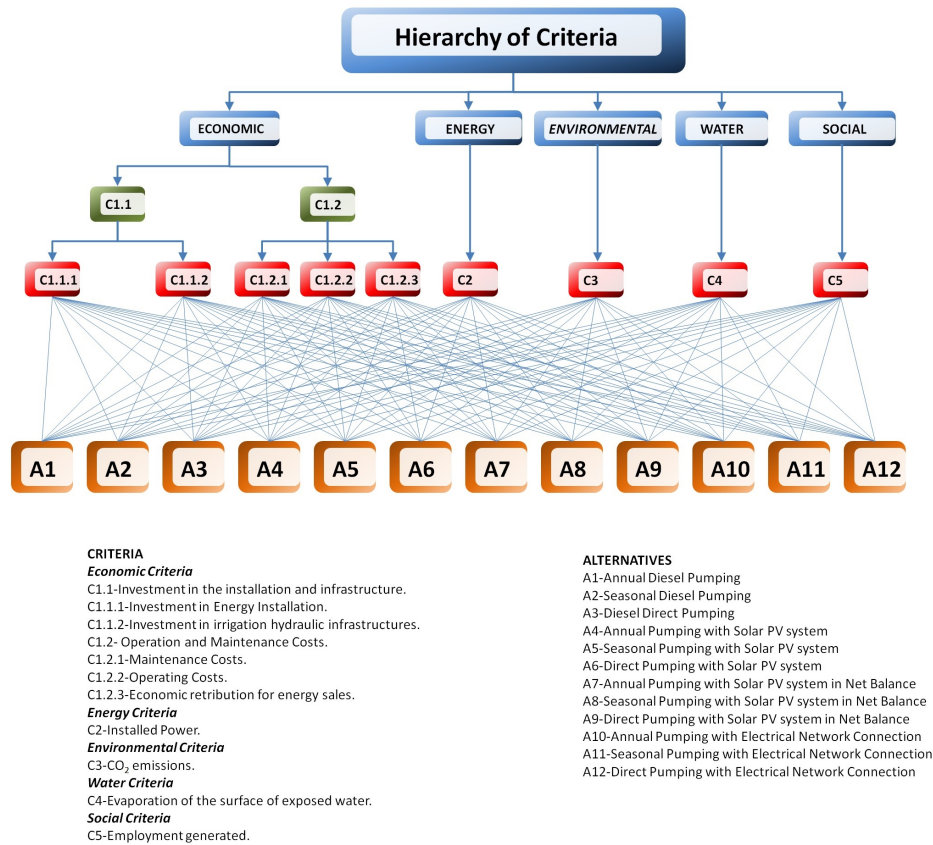 Hierarchy of Criteria
ECONOMIC
ENERGY
ENVIRONMENTAL
WATER
SOCIAL
C1.1
C1.2
C1.1.1
C1.1.2
C1.2.1
C1.2.2
C1.2.3
C2
C3
C4
C5
A1
A2
A3
A4
A5
A6
A7
A8
A9
A10
A11
A12
CRITERIA
Economic Criteria
C1.1-Investment in the installation and infrastructure.
C1.1.1-Investment in Energy Installation.
C1.1.2-Investment in irrigation hydraulic infrastructures.
C1.2- Operation and Maintenance Costs.
C1.2.1-Maintenance Costs.
C1.2.2-Operating Costs.
C1.2.3-Economic retribution for energy sales.
Energy Criteria
C2-Installed Power.
Environmental Criteria
C3-CO₂ emissions.
Water Criteria
C4-Evaporation of the surface of exposed water.
Social Criteria
C5-Employment generated.
ALTERNATIVES
A1-Annual Diesel Pumping
A2-Seasonal Diesel Pumping
A3-Diesel Direct Pumping
A4-Annual Pumping with Solar PV system
A5-Seasonal Pumping with Solar PV system
A6-Direct Pumping with Solar PV system
A7-Annual Pumping with Solar PV system in Net Balance
A8-Seasonal Pumping with Solar PV system in Net Balance
A9-Direct Pumping with Solar PV system in Net Balance
A10-Annual Pumping with Electrical Network Connection
A11-Seasonal Pumping with Electrical Network Connection
A12-Direct Pumping with Electrical Network Connection